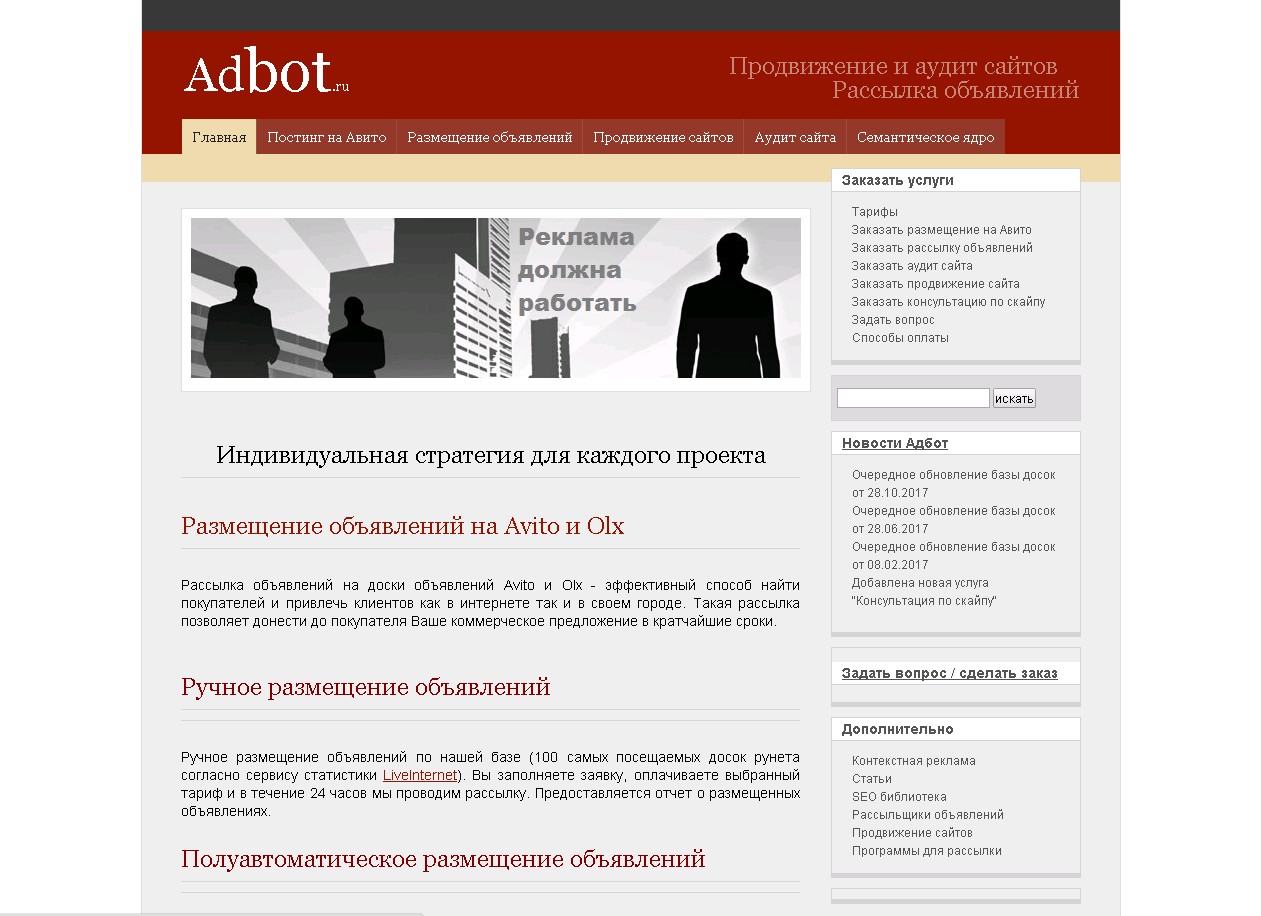 Adbot.ru
Продвижение и аудит сайтов
Рассылка объявлений
Главная
Постинг на Авито
Размещение объявлений
Продвижение сайтов
Аудит сайта
Семантическое ядро
Реклама
должна
работать
Индивидуальная стратегия для каждого проекта
Размещение объявлений на Avito и Olx
Рассылка объявлений на доски объявлений Avito и Olx - эффективный способ найти
покупателей и привлечь клиентов как в интернете так и в своем городе. Такая рассылка
позволяет донести до покупателя Ваше коммерческое предложение в кратчайшие сроки.
Ручное размещение объявлений
Ручное размещение объявлений по нашей базе (100 самых посещаемых досок рунета
согласно сервису статистики LiveInternet). Вы заполняете заявку, оплачиваете выбранный
тариф и в течение 24 часов мы проводим рассылку. Предоставляется отчет о размещенных
объявлениях.
Полуавтоматическое размещение объявлений
Заказать услуги
Тарифы
Заказать размещение на Авито
Заказать рассылку объявлений
Заказать аудит сайта
Заказать продвижение сайта
Заказать консультацию по скайпу
Задать вопрос
Способы оплаты
искать
Новости Адбот
Очередное обновление базы досок
от 28.10.2017
Очередное обновление базы досок
от 28.06.2017
Очередное обновление базы досок
от 08.02.2017
Добавлена новая услуга
"Консультация по скайпу"
Задать вопрос / сделать заказ
Дополнительно
Контекстная реклама
Статьи
SEO библиотека
Рассыльщики объявлений
Продвижение сайтов
Программы для рассылки